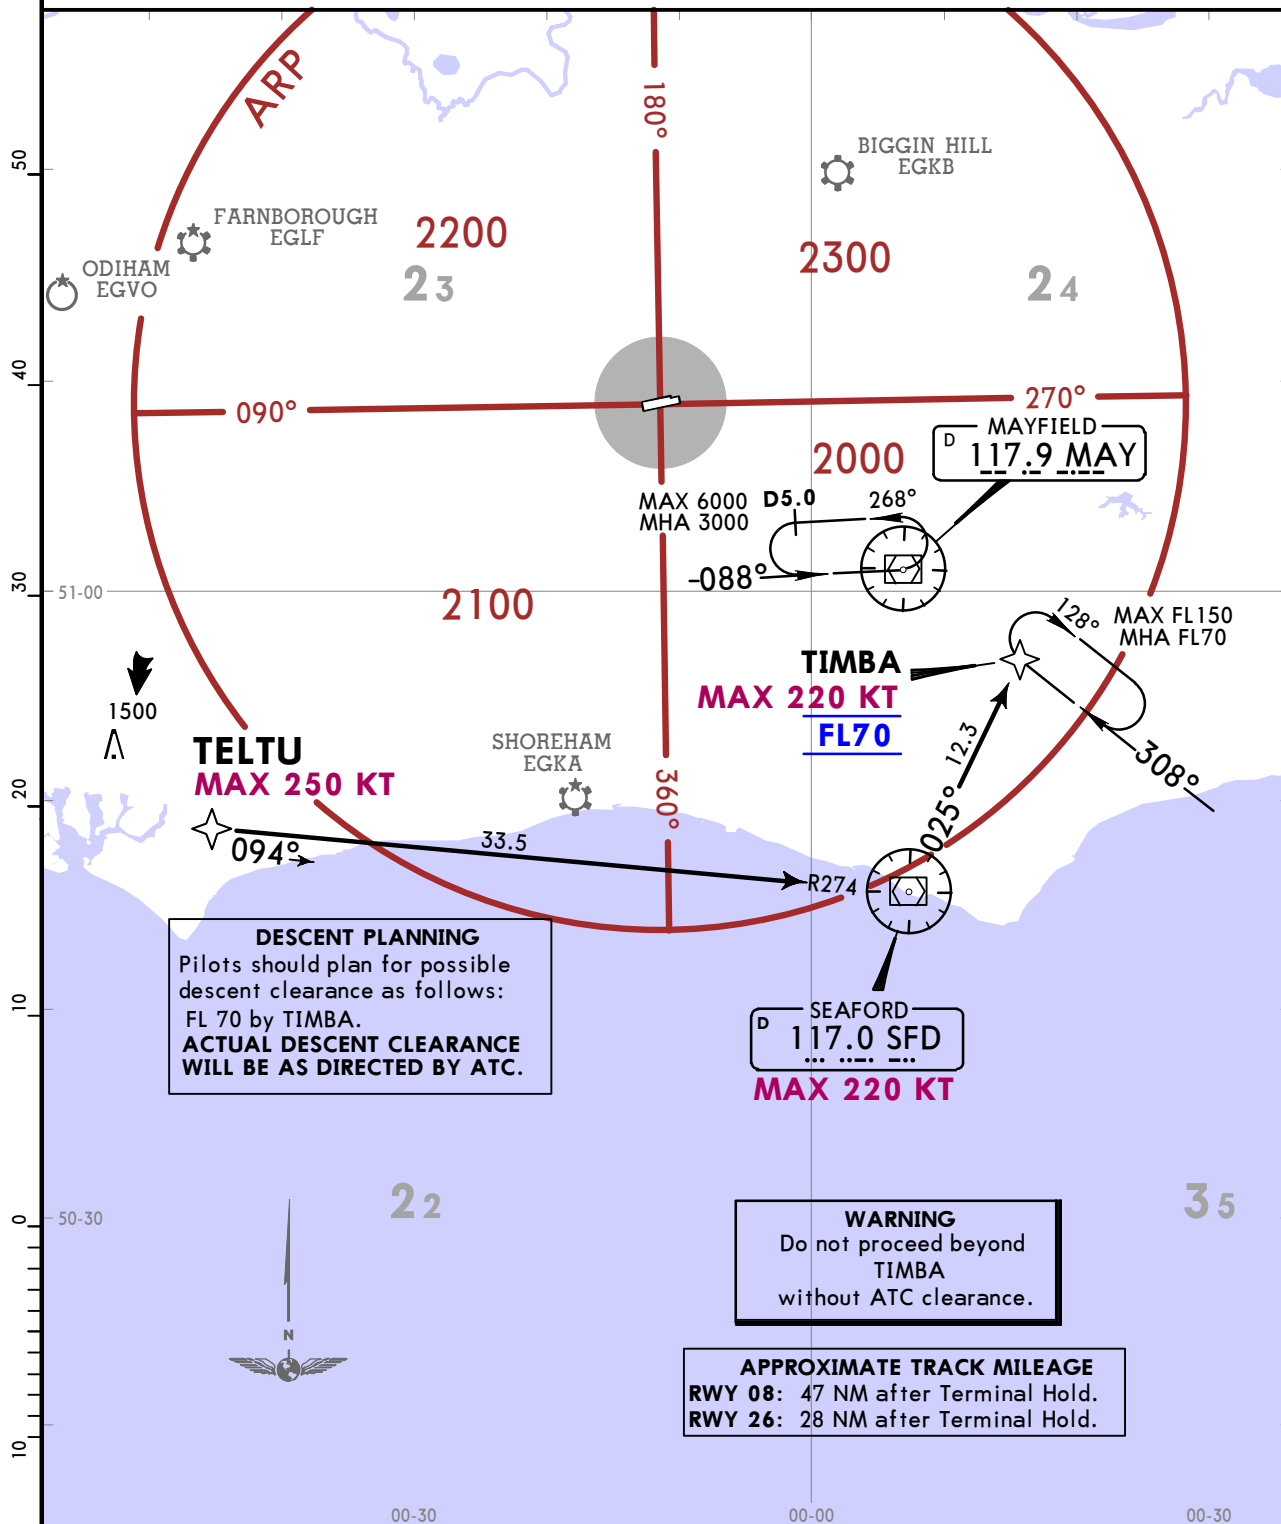 ARP
180°
BIGGIN HILL
EGKB
50
FARNBOROUGH
EGLF
2200
2300
ODIHAM
EGVO
23
24
40
090°
270°
MAYFIELD
D 117.9 MAY
2000
MAX 6000
MHA 3000
D5.0
268°
088°
30
51-00
2100
128°
MAX FL150
MHA FL70
TIMBA
MAX 220 KT
FL70
1500
TELTU
MAX 250 KT
SHOREHAM
EGKA
12.3
308°
20
360°
025°
094°
33.5
R274
DESCENT PLANNING
Pilots should plan for possible
descent clearance as follows:
FL 70 by TIMBA.
ACTUAL DESCENT CLEARANCE
WILL BE AS DIRECTED BY ATC.
10
SEAFORD
D 117.0 SFD
MAX 220 KT
22
35
0
50-30
WARNING
Do not proceed beyond
TIMBA
without ATC clearance.
N
APPROXIMATE TRACK MILEAGE
RWY 08: 47 NM after Terminal Hold.
RWY 26: 28 NM after Terminal Hold.
10
00-30
00-00
00-30